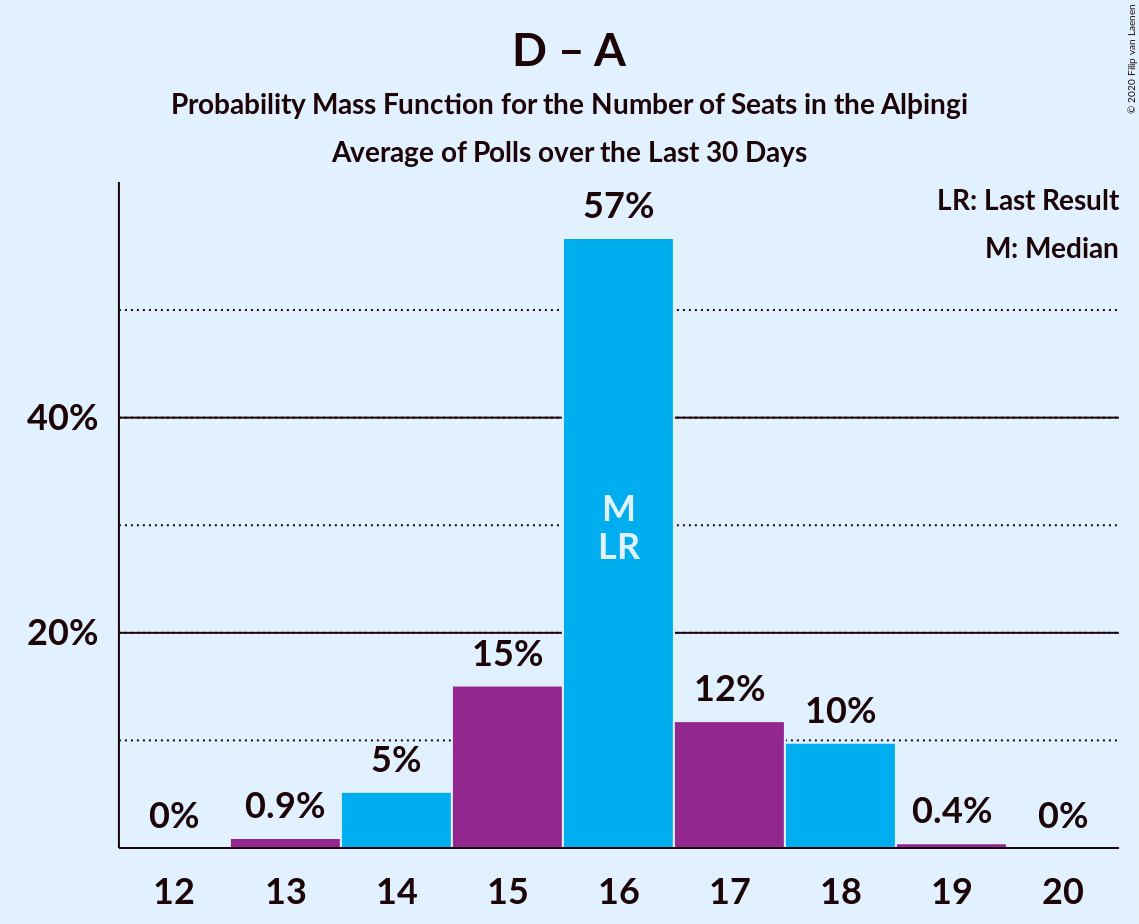 D – A
Probability Mass Function for the Number of Seats in the Alþingi
Average of Polls over the Last 30 Days
© 2020 Filip van Laenen
LR: Last Result
M: Median
57%
40%
20%
M
LR
0%
0.9%
5%
15%
12%
10%
0.4%
0%
12
13
14
15
16
17
18
19
20